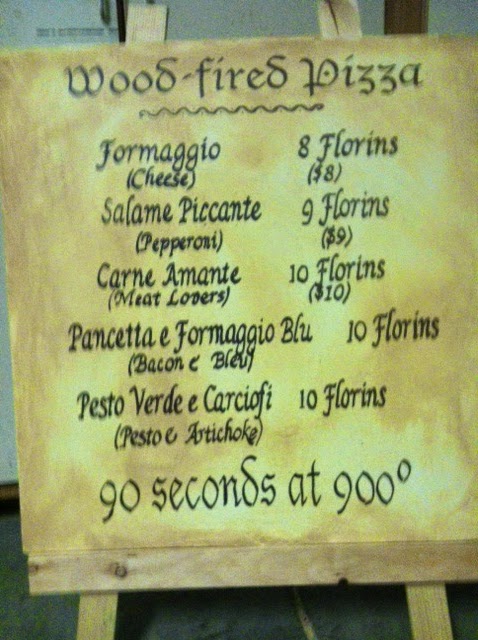 Wood-fired Pizza
Formaggio 8 Florins
(Cheese) ($8)
Salame Piccante 9 Florins
(Pepperoni) ($9)
Carne Amante 10 Florins
(Meat Lovers) ($10)
Pancetta e Formaggio Blu 10 Florins
(Bacon e Bleu)
Pesto Verde e Carciofi 10 Florins
(Pesto e Artichoke)
90 seconds at 900°